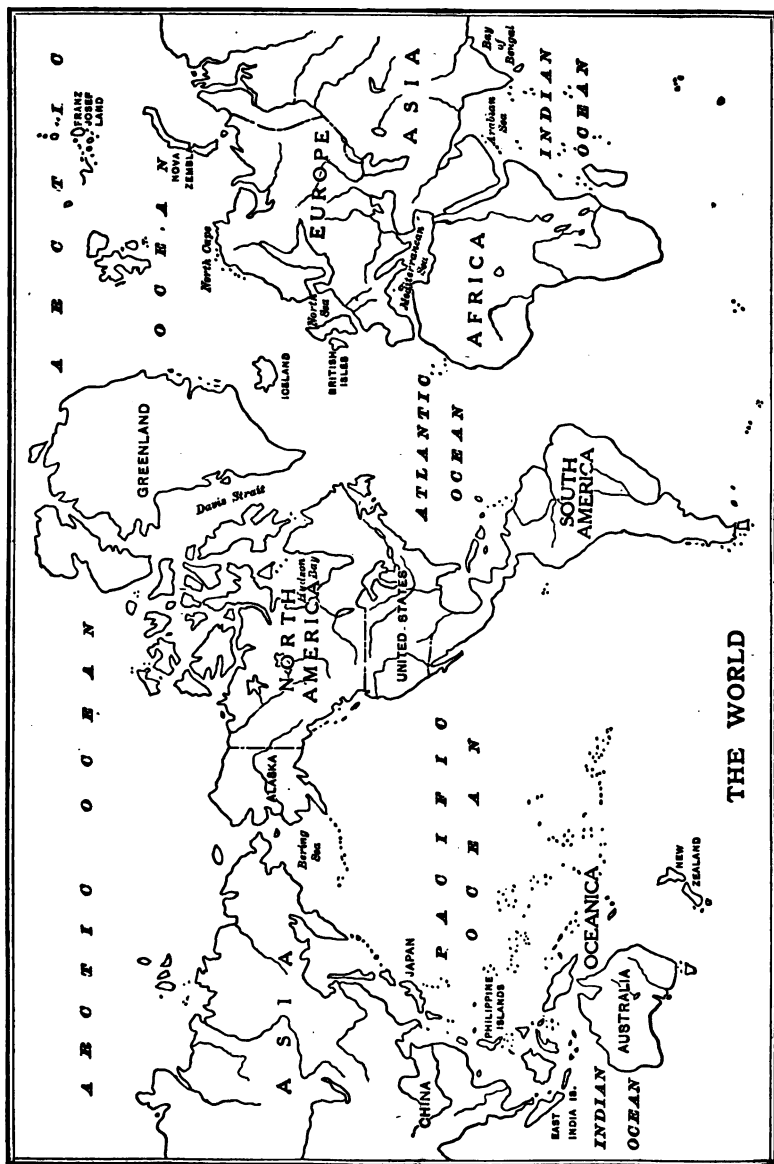 ARCTIC OCEAN
ARCTIC
OCEAN
FRANZ
JOSEF
LAND
NOVA
ZEMBL
GREENLAND
North Cape
Davis Strait
ICELAND
ALASKA
Bering
Sea
ASIA
NORTH
AMERICA
Hudson
Bay
BRITISH
ISLES
North
Sea
EUROPE
ASIA
UNITED STATES
JAPAN
CHINA
PACIFIC
OCEAN
ATLANTIC
OCEAN
Mediterranean
Sea
AFRICA
Arabian
Sea
Bay
of
Bengal
INDIAN
OCEAN
PHILIPPINE
ISLANDS
EAST
INDIA IS.
OCEANICA
SOUTH
AMERICA
INDIAN
OCEAN
AUSTRALIA
NEW
ZEALAND
THE WORLD